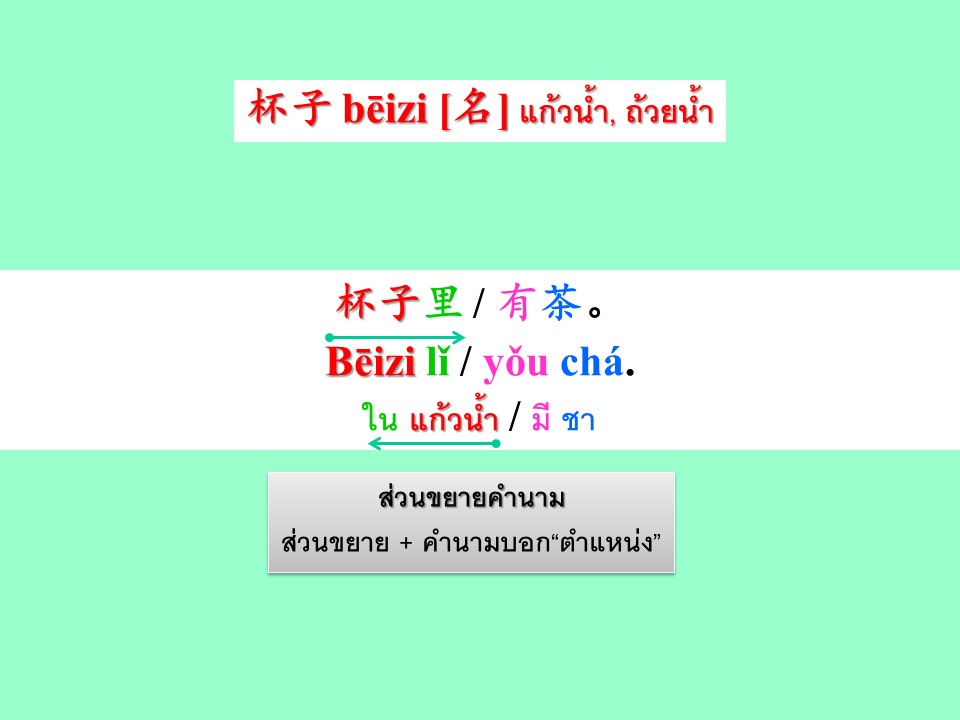 杯子 bēizi [名] แก้วน้ำ, ถ้วยน้ำ
杯子里 / 有茶。
Bēizi lǐ / yǒu chá.
ใน แก้วน้ำ / มี ชา
ส่วนขยายคำนาม
ส่วนขยาย + คำนามบอก“ตำแหน่ง”